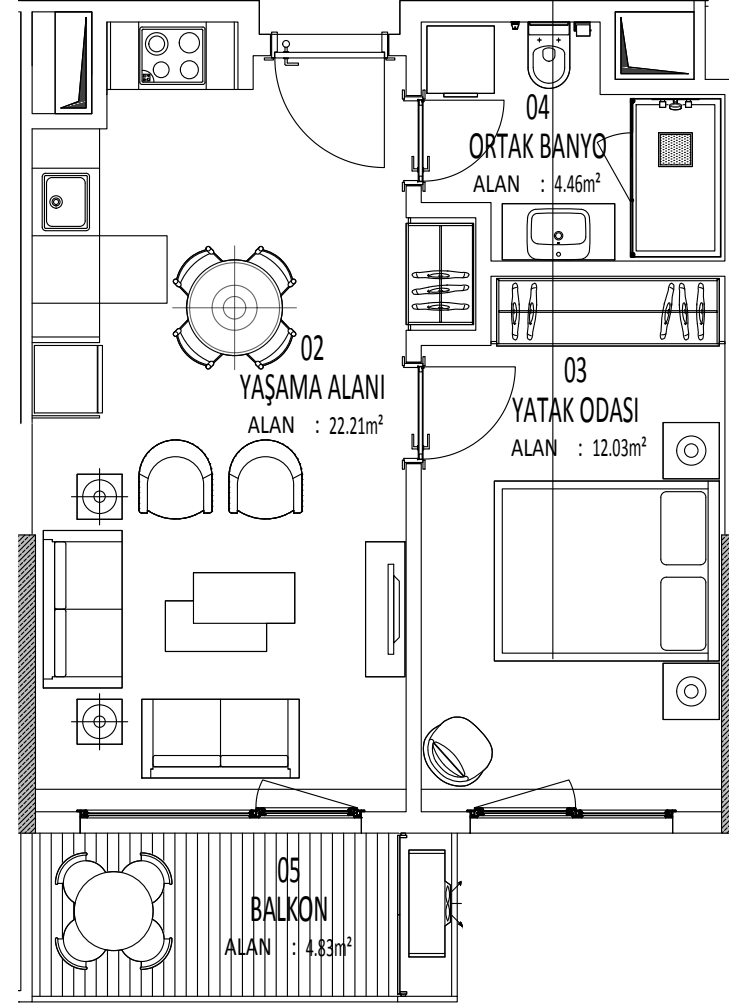 04
ORTAK BANYO
ALAN : 4.46m²
02
YAŞAMA ALANI
ALAN : 22.21m²
03
YATAK ODASI
ALAN : 12.03m²
05
BALKON
ALAN : 4.83m²